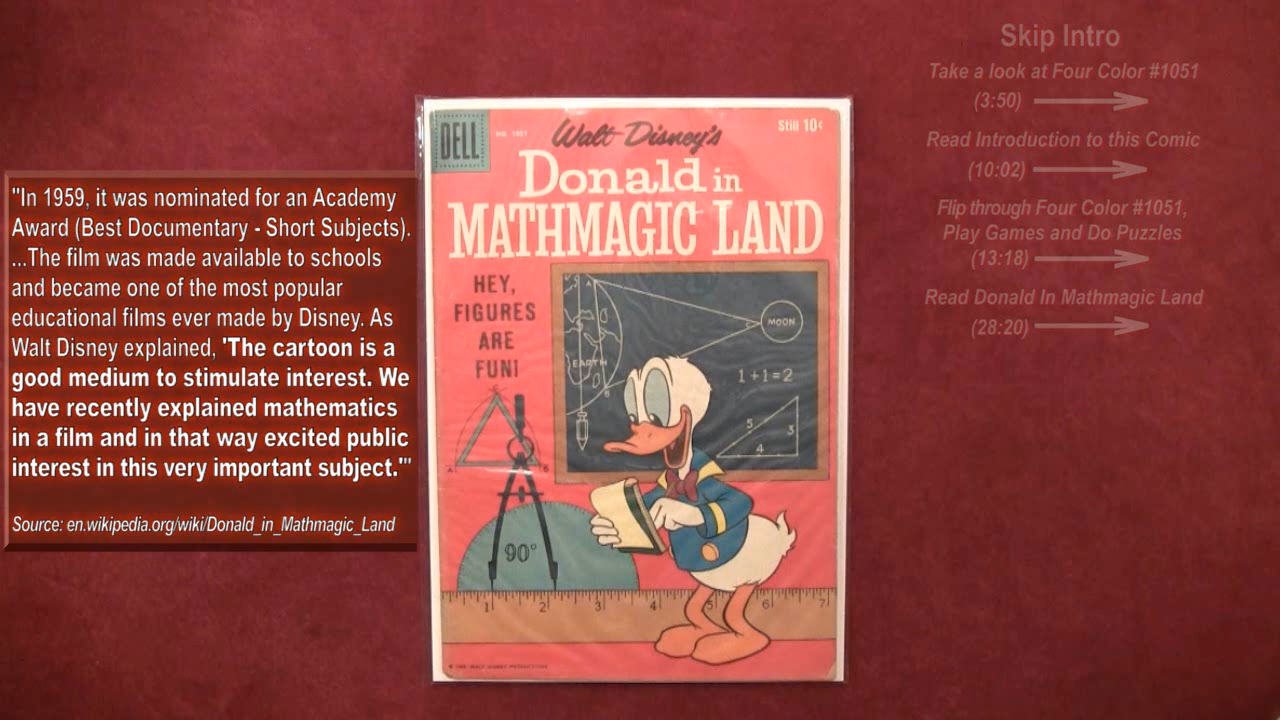 "In 1959, it was nominated for an Academy
Award (Best Documentary - Short Subjects).
...The film was made available to schools
and became one of the most popular
educational films ever made by Disney. As
Walt Disney explained, 'The cartoon is a
good medium to stimulate interest. We
have recently explained mathematics
in a film and in that way excited public
interest in this very important subject.'"
Source: en.wikipedia.org/wiki/Donald_in_Mathmagic_Land
DELL
NO. 1051
Walt Disney's
Still 10¢
Donald in
MATHMAGIC LAND
HEY,
FIGURES
ARE
FUN!
MOON
EARTH
1+1=2
5
3
4
A
B
C
A
B
90°
1 2 3 4 5 6 7
WALT DISNEY PRODUCTIONS
Skip Intro
Take a look at Four Color #1051
(3:50)
Read Introduction to this Comic
(10:02)
Flip through Four Color #1051,
Play Games and Do Puzzles
(13:18)
Read Donald In Mathmagic Land
(28:20)